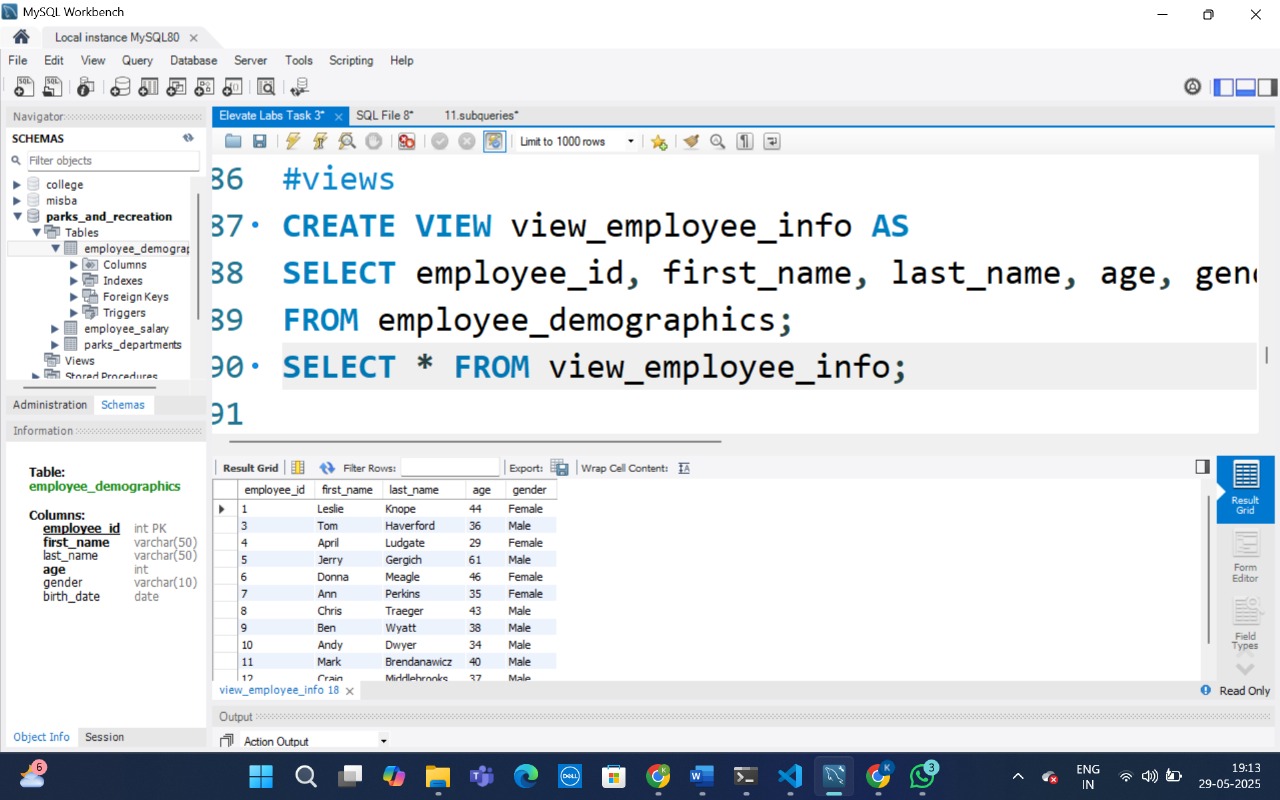 MySQL Workbench
Local instance MySQL80
File Edit View Query Database Server Tools Scripting Help
Navigator
SCHEMAS
Filter objects
college
misba
parks_and_recreation
Tables
employee_demograp
Columns
Indexes
Foreign Keys
Triggers
employee_salary
parks_departments
Views
Stored Procedures
Administration Schemas
Information
Table:
employee_demographics
Columns:
employee_id int PK
first_name varchar(50)
last_name varchar(50)
age int
gender varchar(10)
birth_date date
Object Info Session
Elevate Labs Task 3* SQL File 8* 11.subqueries*
Limit to 1000 rows
86 #views
87 CREATE VIEW view_employee_info AS
88 SELECT employee_id, first_name, last_name, age, gend
89 FROM employee_demographics;
90 SELECT * FROM view_employee_info;
91
Result Grid Filter Rows: Export: Wrap Cell Content:
employee_id first_name last_name age gender
1 Leslie Knope 44 Female
3 Tom Haverford 36 Male
4 April Ludgate 29 Female
5 Jerry Gergich 61 Male
6 Donna Meagle 46 Female
7 Ann Perkins 35 Female
8 Chris Traeger 43 Male
9 Ben Wyatt 38 Male
10 Andy Dwyer 34 Male
11 Mark Brendanawicz 40 Male
12 Craig Middlebrooks 37 Male
Result Grid
Form Editor
Field Types
view_employee_info 18
Read Only
Output
Action Output
6
DELL
K
3
ENG
IN
19:13
29-05-2025